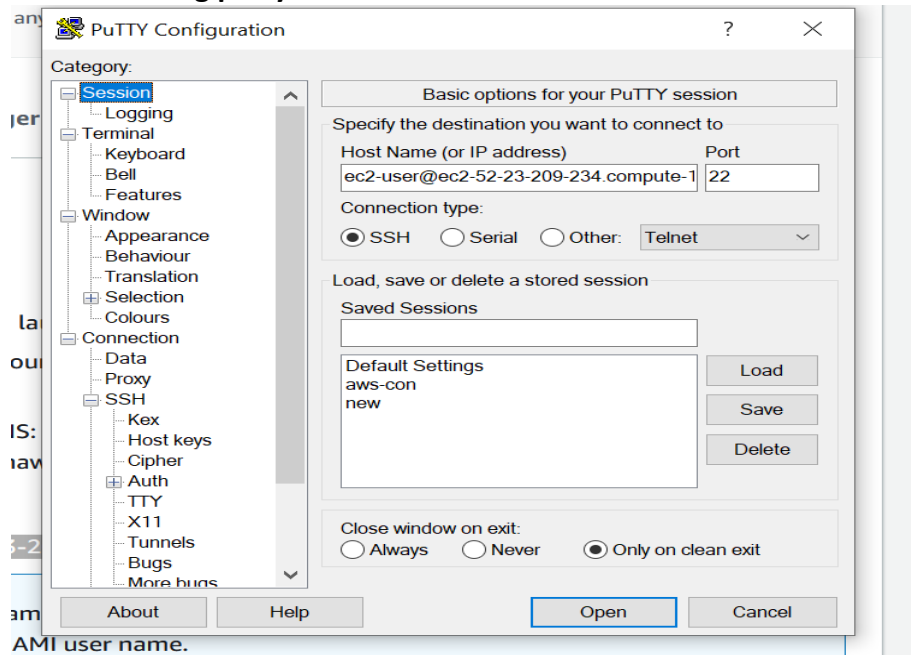 PuTTY Configuration ? ×
Category:
Session
Logging
Terminal
Keyboard
Bell
Features
Window
Appearance
Behaviour
Translation
Selection
Colours
Connection
Data
Proxy
SSH
Kex
Host keys
Cipher
Auth
TTY
X11
Tunnels
Bugs
More bugs
Basic options for your PuTTY session
Specify the destination you want to connect to
Host Name (or IP address) Port
ec2-user@ec2-52-23-209-234.compute-1 22
Connection type:
SSH Serial Other: Telnet
Load, save or delete a stored session
Saved Sessions
Default Settings
aws-con
new
Load
Save
Delete
Close window on exit:
Always Never Only on clean exit
About Help Open Cancel
AMI user name.